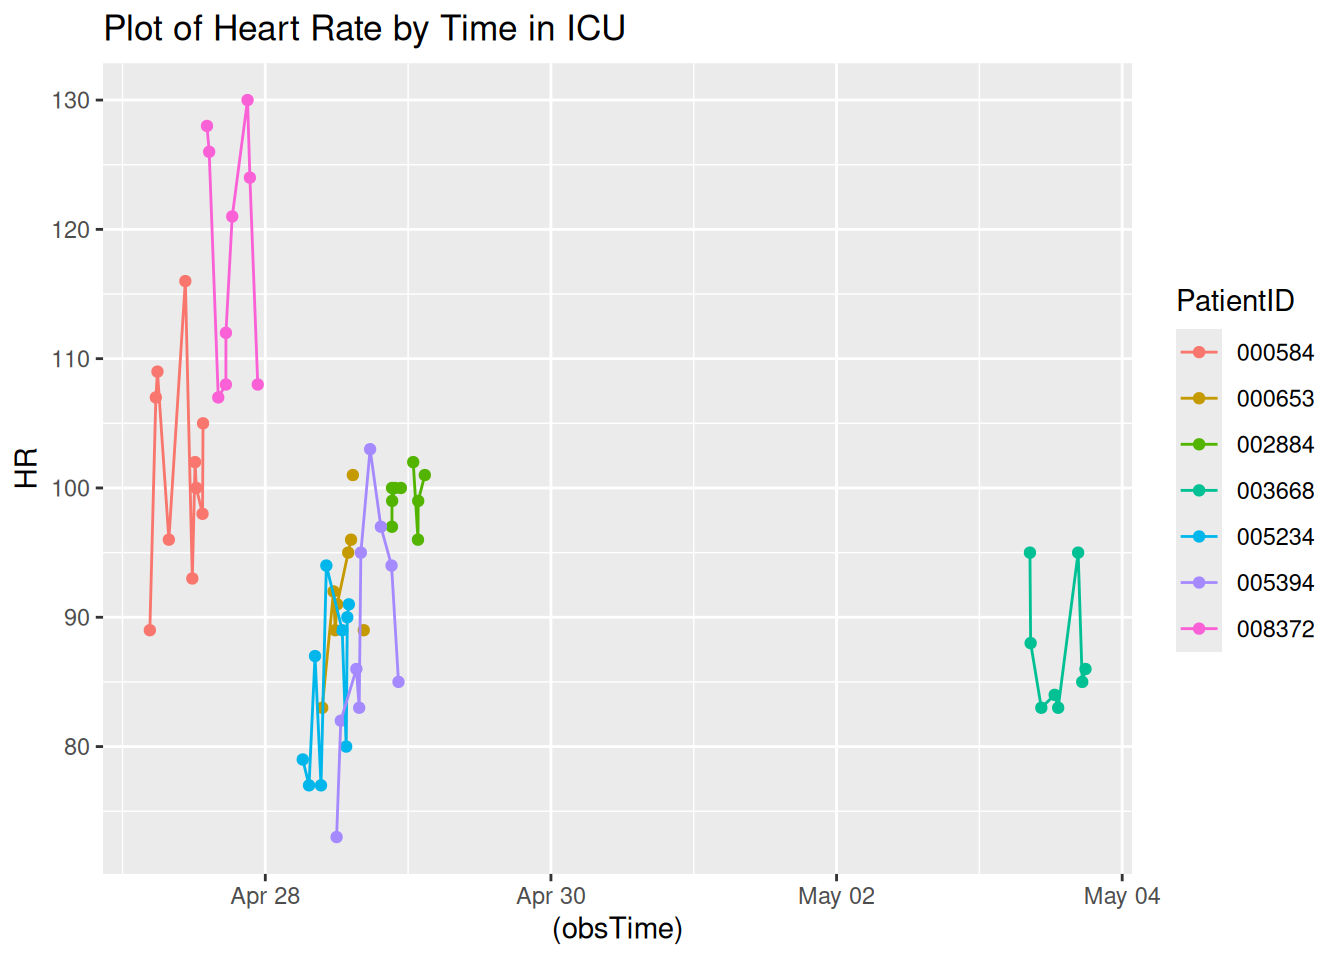 Plot of Heart Rate by Time in ICU
130
120
110
100
90
80
HR
Apr 28
Apr 30
May 02
May 04
(obsTime)
PatientID
000584
000653
002884
003668
005234
005394
008372